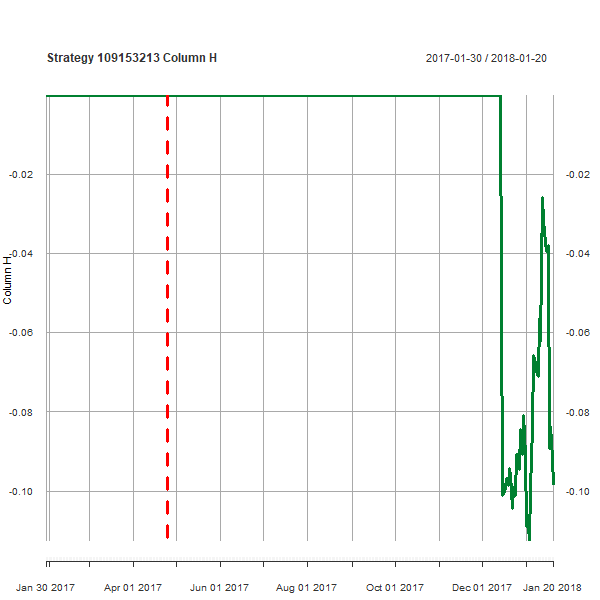 Strategy 109153213 Column H
2017-01-30 / 2018-01-20
-0.02
-0.02
-0.04
-0.04
Column H
-0.06
-0.06
-0.08
-0.08
-0.10
-0.10
Jan 30 2017
Apr 01 2017
Jun 01 2017
Aug 01 2017
Oct 01 2017
Dec 01 2017
Jan 20 2018